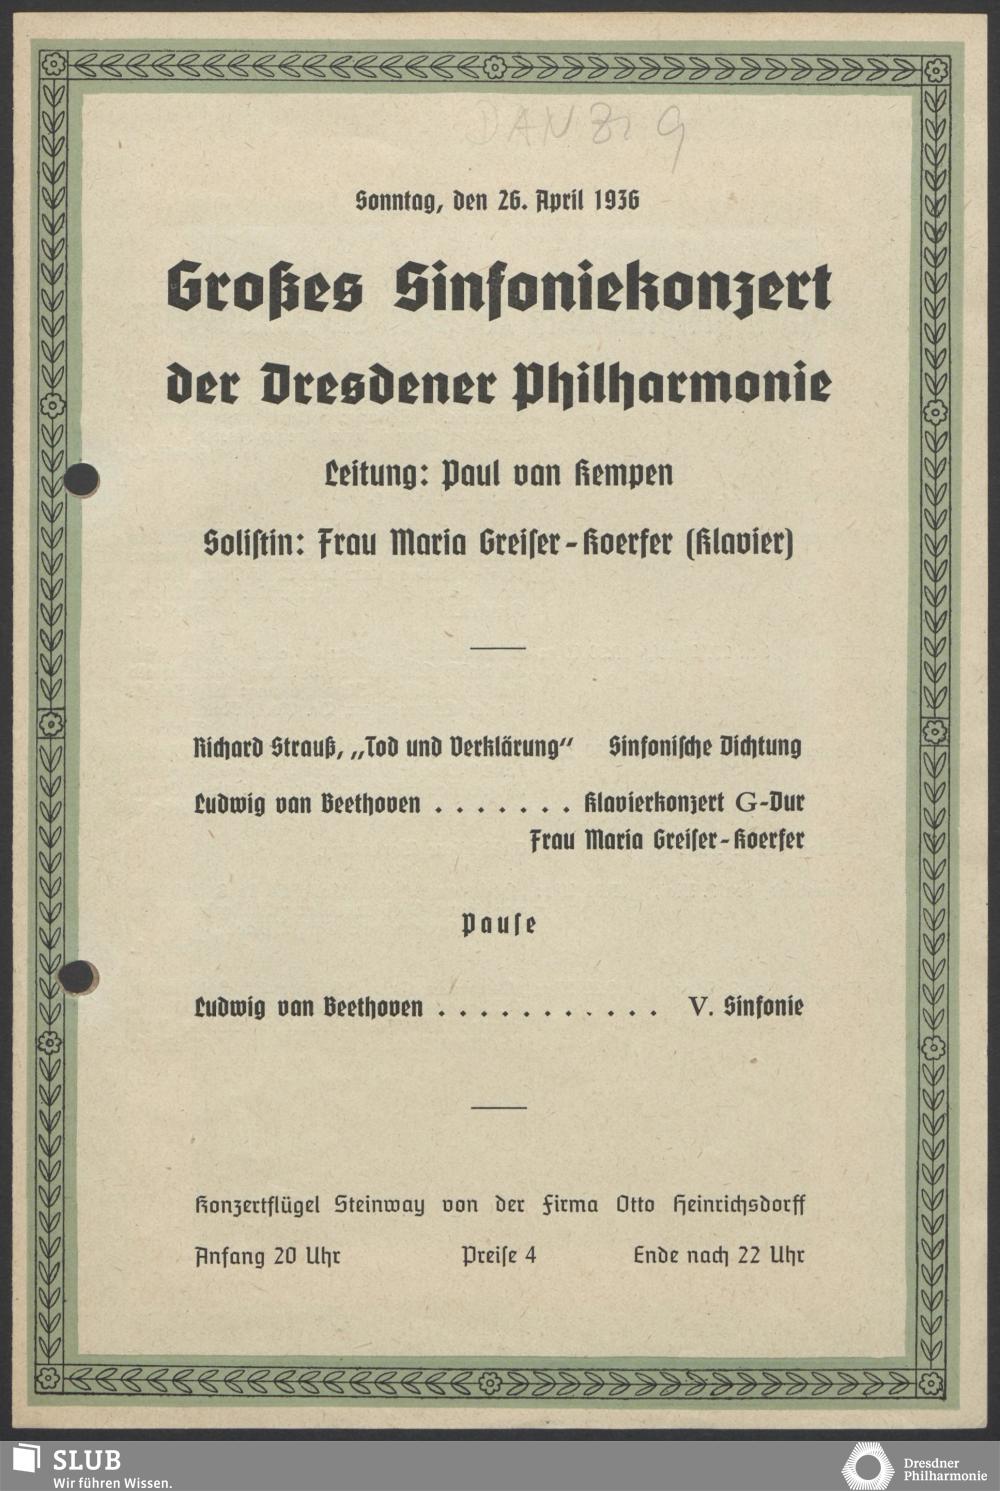 DANZIG
Sonntag, den 26. April 1936
Großes Sinfoniekonzert
der Dresdener Philharmonie
Leitung: Paul van Kempen
Solistin: Frau Maria Greiser-Koerfer (Klavier)
Richard Strauß, „Tod und Verklärung“ Sinfonische Dichtung
Ludwig van Beethoven . . . . . . . Klavierkonzert G-Dur
Frau Maria Greiser-Koerfer
Pause
Ludwig van Beethoven . . . . . . . . . . . V. Sinfonie
Konzertflügel Steinway von der Firma Otto Heinrichsdorff
Anfang 20 Uhr Preise 4 Ende nach 22 Uhr
SLUB
Wir führen Wissen.
Dresdner
Philharmonie